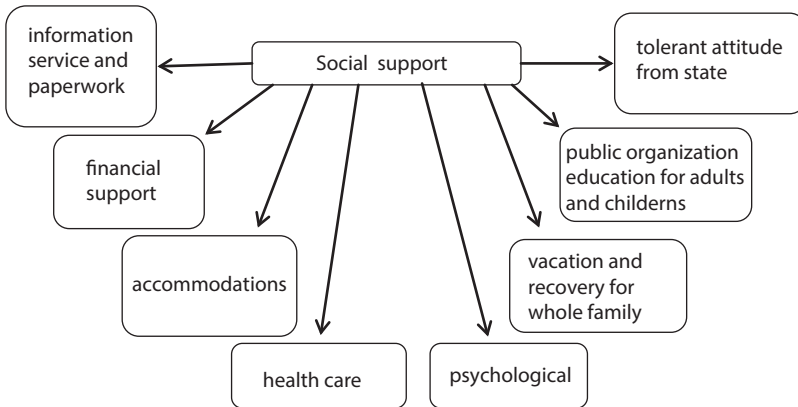 information
service and
paperwork
Social support
tolerant attitude
from state
financial
support
public organization
education for adults
and childerns
accommodations
vacation and
recovery for
whole family
health care
psychological